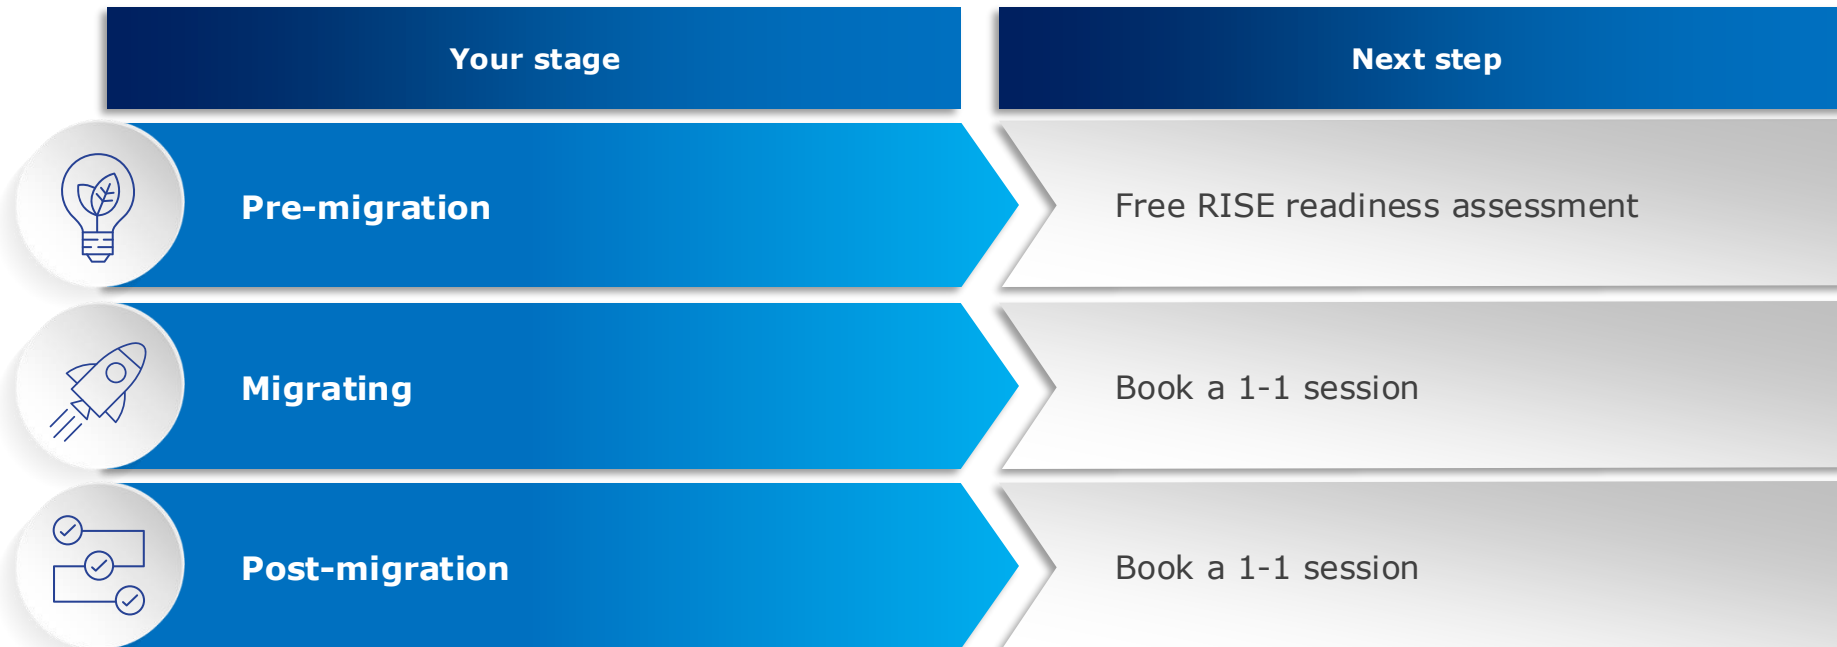 Your stage
Next step
Pre-migration
Free RISE readiness assessment
Migrating
Book a 1-1 session
Post-migration
Book a 1-1 session